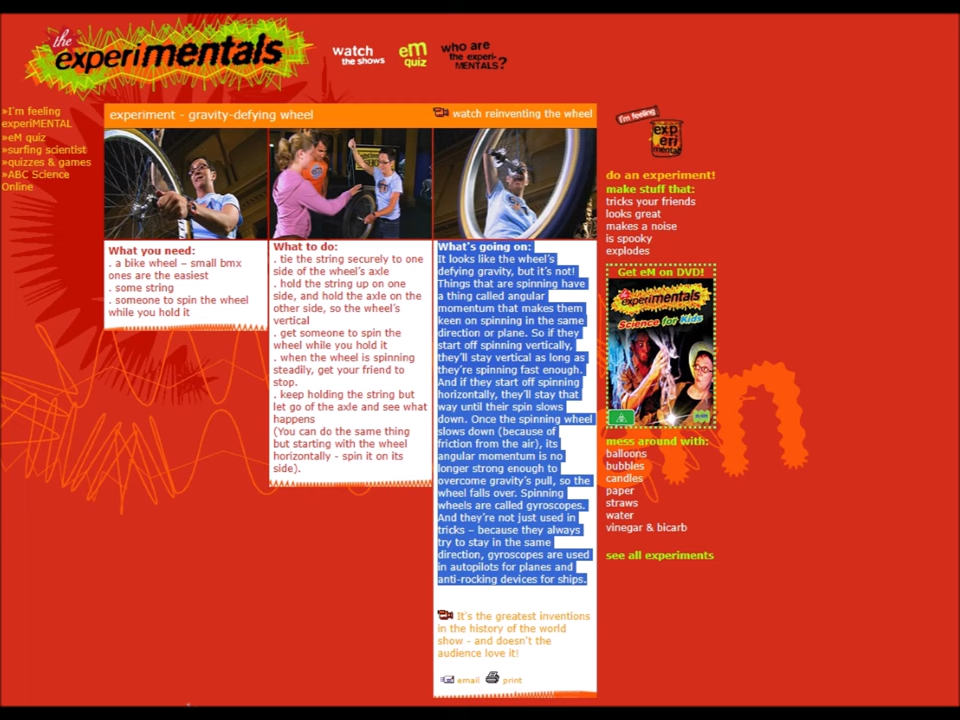 the
experiMENTALS
watch
the shows
eM
quiz
who are
the experi-
MENTALS?
»I'm feeling
experiMENTAL
»eM quiz
»surfing scientist
»quizzes & games
»ABC Science
Online
experiment - gravity-defying wheel
watch reinventing the wheel
What you need:
. a bike wheel – small bmx
ones are the easiest
. some string
. someone to spin the wheel
while you hold it
What to do:
. tie the string securely to one
side of the wheel's axle
. hold the string up on one
side, and hold the axle on the
other side, so the wheel's
vertical
. get someone to spin the
wheel while you hold it
. when the wheel is spinning
steadily, get your friend to
stop.
. keep holding the string but
let go of the axle and see what
happens
(You can do the same thing
but starting with the wheel
horizontally - spin it on its
side).
What's going on:
It looks like the wheel's
defying gravity, but it's not!
Things that are spinning have
a thing called angular
momentum that makes them
keen on spinning in the same
direction or plane. So if they
start off spinning vertically,
they'll stay vertical as long as
they're spinning fast enough.
And if they start off spinning
horizontally, they'll stay that
way until their spin slows
down. Once the spinning wheel
slows down (because of
friction from the air), its
angular momentum is no
longer strong enough to
overcome gravity's pull, so the
wheel falls over. Spinning
wheels are called gyroscopes.
And they're not just used in
tricks – because they always
try to stay in the same
direction, gyroscopes are used
in autopilots for planes and
anti-rocking devices for ships.
It's the greatest inventions
in the history of the world
show - and doesn't the
audience love it!
email
print
I'm feeling
exp
eri
mental
do an experiment!
make stuff that:
tricks your friends
looks great
makes a noise
is spooky
explodes
Get eM on DVD!
the
experiMENTALS
Science for Kids
mess around with:
balloons
bubbles
candles
paper
straws
water
vinegar & bicarb
see all experiments